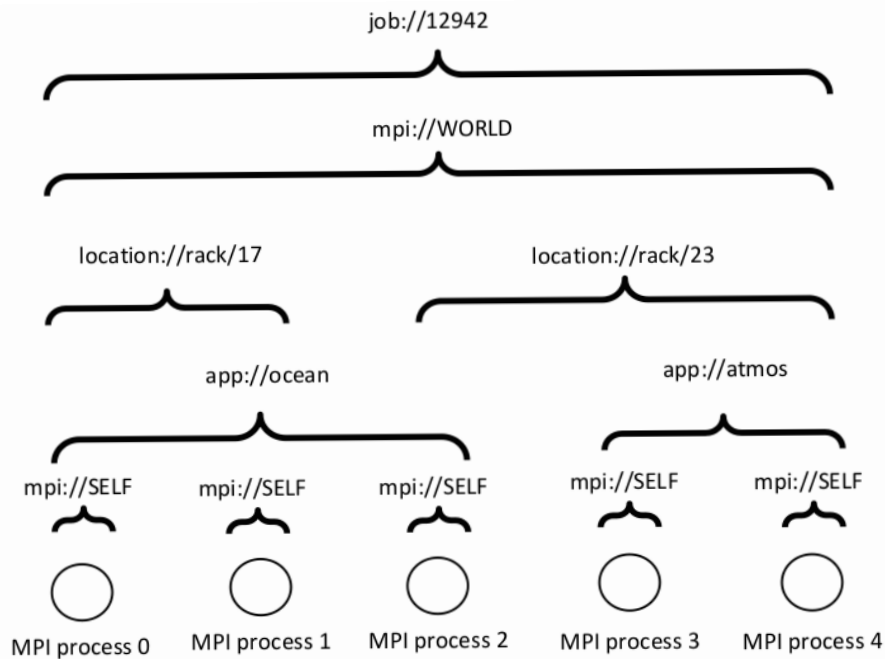 job://12942
mpi://WORLD
location://rack/17 location://rack/23
app://ocean app://atmos
mpi://SELF mpi://SELF mpi://SELF mpi://SELF mpi://SELF
MPI process 0 MPI process 1 MPI process 2 MPI process 3 MPI process 4